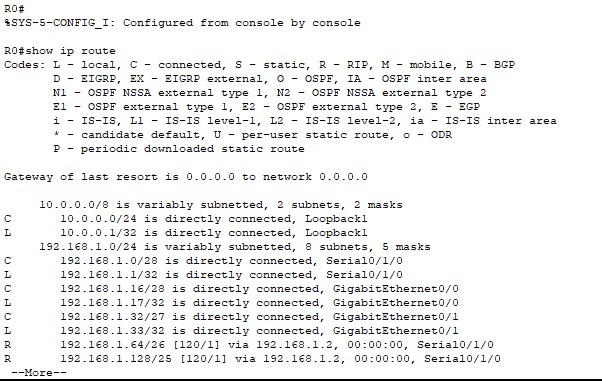 R0#
%SYS-5-CONFIG_I: Configured from console by console
R0#show ip route
Codes: L - local, C - connected, S - static, R - RIP, M - mobile, B - BGP
D - EIGRP, EX - EIGRP external, O - OSPF, IA - OSPF inter area
N1 - OSPF NSSA external type 1, N2 - OSPF NSSA external type 2
E1 - OSPF external type 1, E2 - OSPF external type 2, E - EGP
i - IS-IS, L1 - IS-IS level-1, L2 - IS-IS level-2, ia - IS-IS inter area
* - candidate default, U - per-user static route, o - ODR
P - periodic downloaded static route
Gateway of last resort is 0.0.0.0 to network 0.0.0.0
10.0.0.0/8 is variably subnetted, 2 subnets, 2 masks
C 10.0.0.0/24 is directly connected, Loopback1
L 10.0.0.1/32 is directly connected, Loopback1
192.168.1.0/24 is variably subnetted, 8 subnets, 5 masks
C 192.168.1.0/28 is directly connected, Serial0/1/0
L 192.168.1.1/32 is directly connected, Serial0/1/0
C 192.168.1.16/28 is directly connected, GigabitEthernet0/0
L 192.168.1.17/32 is directly connected, GigabitEthernet0/0
C 192.168.1.32/27 is directly connected, GigabitEthernet0/1
L 192.168.1.33/32 is directly connected, GigabitEthernet0/1
R 192.168.1.64/26 [120/1] via 192.168.1.2, 00:00:00, Serial0/1/0
R 192.168.1.128/25 [120/1] via 192.168.1.2, 00:00:00, Serial0/1/0
--More--